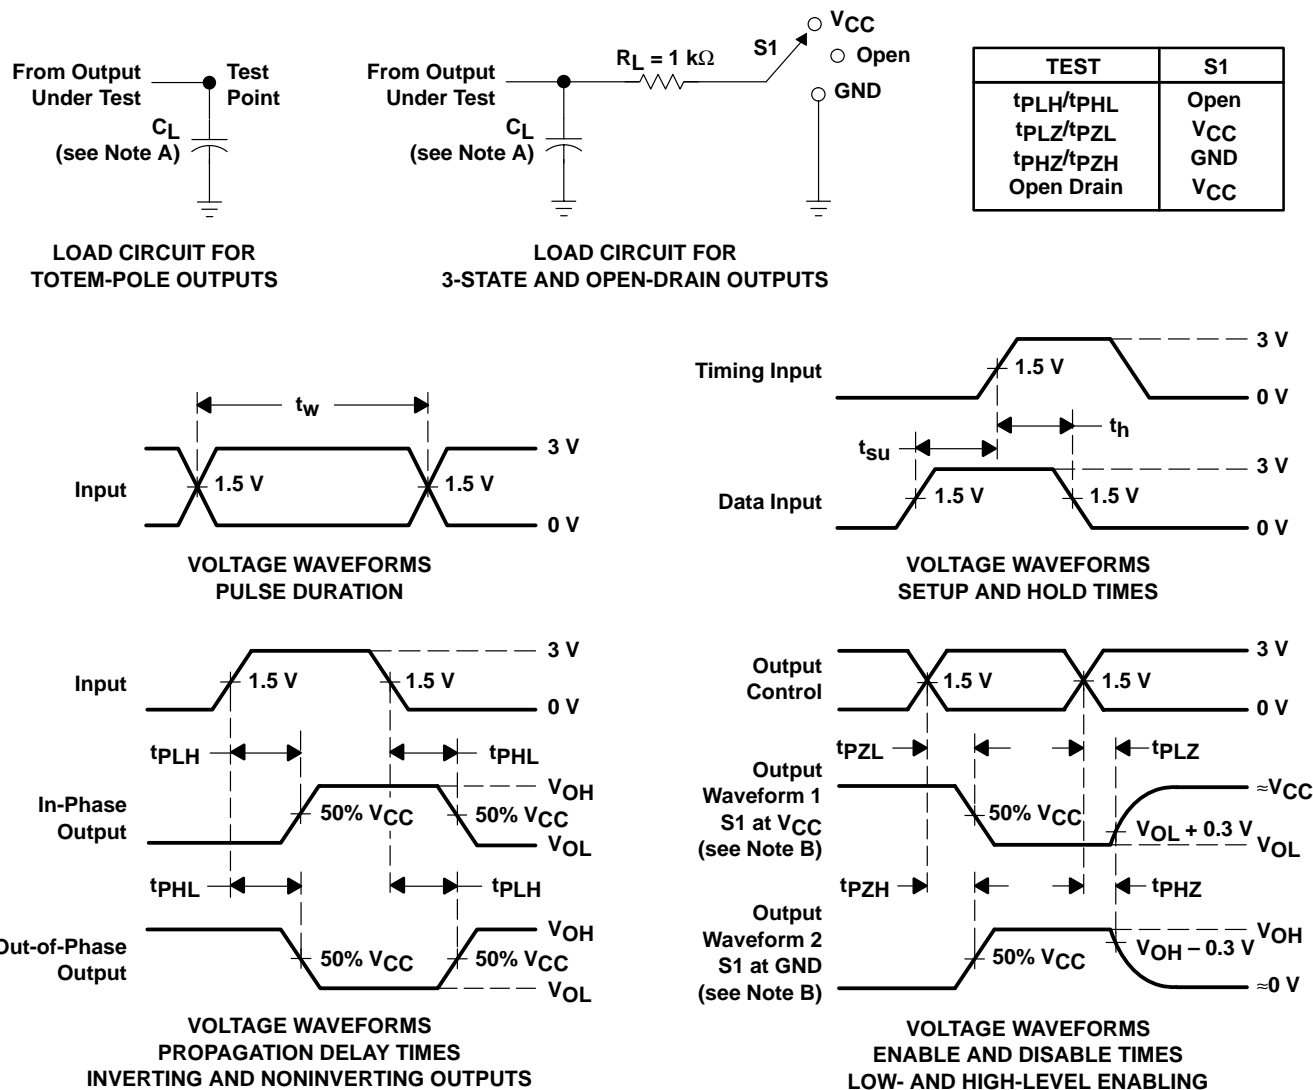 From Output
Under Test
Test
Point
CL
(see Note A)
LOAD CIRCUIT FOR
TOTEM-POLE OUTPUTS
From Output
Under Test
RL = 1 kΩ
S1
VCC
Open
GND
CL
(see Note A)
LOAD CIRCUIT FOR
3-STATE AND OPEN-DRAIN OUTPUTS
TEST S1
tPLH/tPHL Open
tPLZ/tPZL VCC
tPHZ/tPZH GND
Open Drain VCC
tw
Input
1.5 V
1.5 V
3 V
0 V
VOLTAGE WAVEFORMS
PULSE DURATION
Timing Input
1.5 V
3 V
0 V
tsu
th
Data Input
1.5 V
1.5 V
3 V
0 V
VOLTAGE WAVEFORMS
SETUP AND HOLD TIMES
Input
1.5 V
1.5 V
3 V
0 V
tPLH
tPHL
In-Phase
Output
50% VCC
50% VCC
VOH
VOL
tPHL
tPLH
Out-of-Phase
Output
50% VCC
50% VCC
VOH
VOL
VOLTAGE WAVEFORMS
PROPAGATION DELAY TIMES
INVERTING AND NONINVERTING OUTPUTS
Output
Control
1.5 V
1.5 V
3 V
0 V
tPZL
tPLZ
Output
Waveform 1
S1 at VCC
(see Note B)
50% VCC
VOL + 0.3 V
≈VCC
VOL
tPZH
tPHZ
Output
Waveform 2
S1 at GND
(see Note B)
50% VCC
VOH − 0.3 V
VOH
≈0 V
VOLTAGE WAVEFORMS
ENABLE AND DISABLE TIMES
LOW- AND HIGH-LEVEL ENABLING